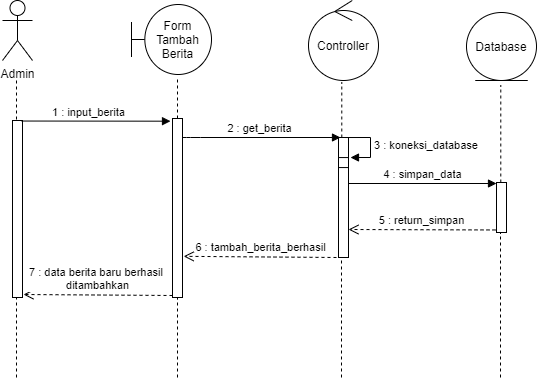 Form
Tambah
Berita
Controller
Database
Admin
1 : input_berita
2 : get_berita
3 : koneksi_database
4 : simpan_data
5 : return_simpan
6 : tambah_berita_berhasil
7 : data berita baru berhasil
ditambahkan